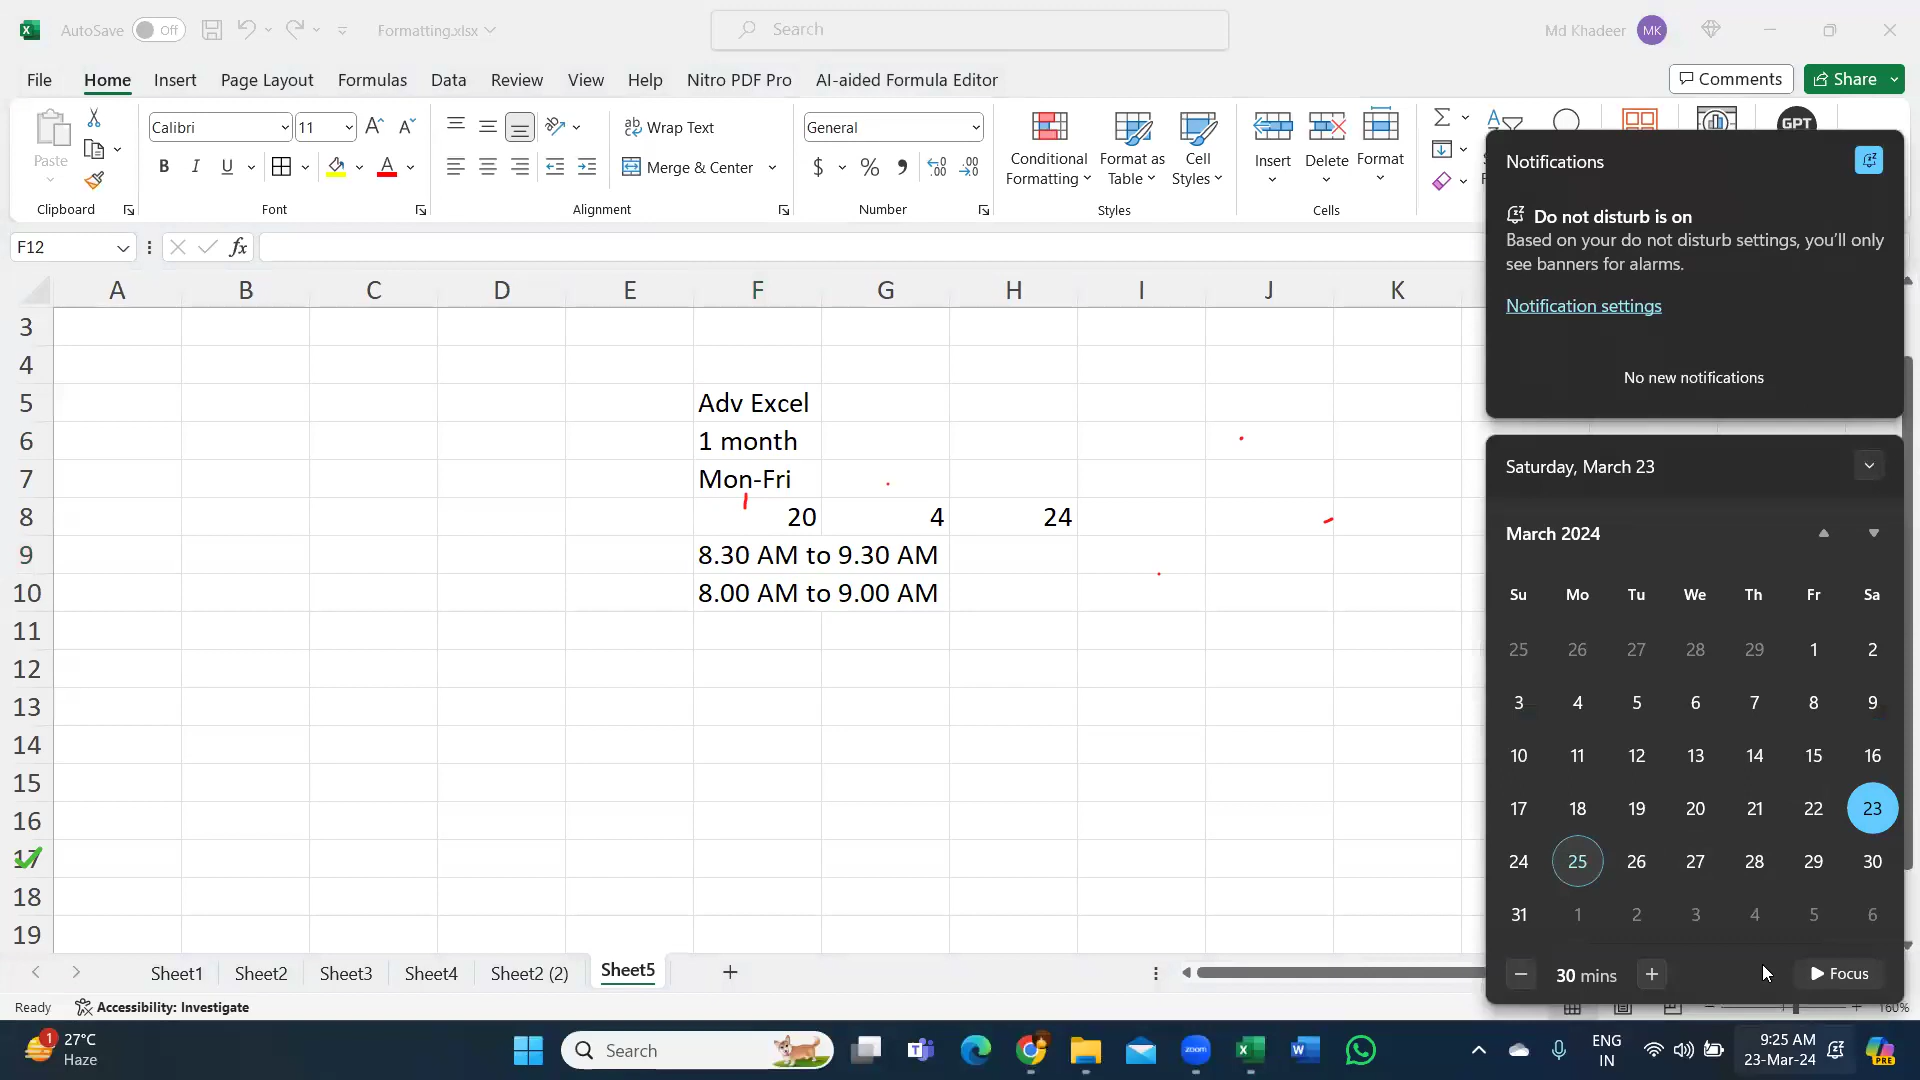 AutoSave Off
Formatting.xlsx
Search
Md Khadeer MK
File Home Insert Page Layout Formulas Data Review View Help Nitro PDF Pro AI-aided Formula Editor
Comments Share
Paste
Calibri 11
Wrap Text
General
Conditional Formatting
Format as Table
Cell Styles
Insert Delete Format
GPT
B I U
Merge & Center
$ %
Clipboard Font Alignment Number Styles Cells
F12
fx
A B C D E F G H I J K
3
4
5 Adv Excel
6 1 month
7 Mon-Fri
8 20 4 24
9 8.30 AM to 9.30 AM
10 8.00 AM to 9.00 AM
11
12
13
14
15
16
17
18
19
Notifications
Do not disturb is on
Based on your do not disturb settings, you'll only
see banners for alarms.
Notification settings
No new notifications
Saturday, March 23
March 2024
Su Mo Tu We Th Fr Sa
25 26 27 28 29 1 2
3 4 5 6 7 8 9
10 11 12 13 14 15 16
17 18 19 20 21 22 23
24 25 26 27 28 29 30
31 1 2 3 4 5 6
30 mins
Focus
Sheet1 Sheet2 Sheet3 Sheet4 Sheet2 (2) Sheet5
Ready Accessibility: Investigate
160%
1
27°C
Haze
Search
zoom
ENG
IN
9:25 AM
23-Mar-24
PRE